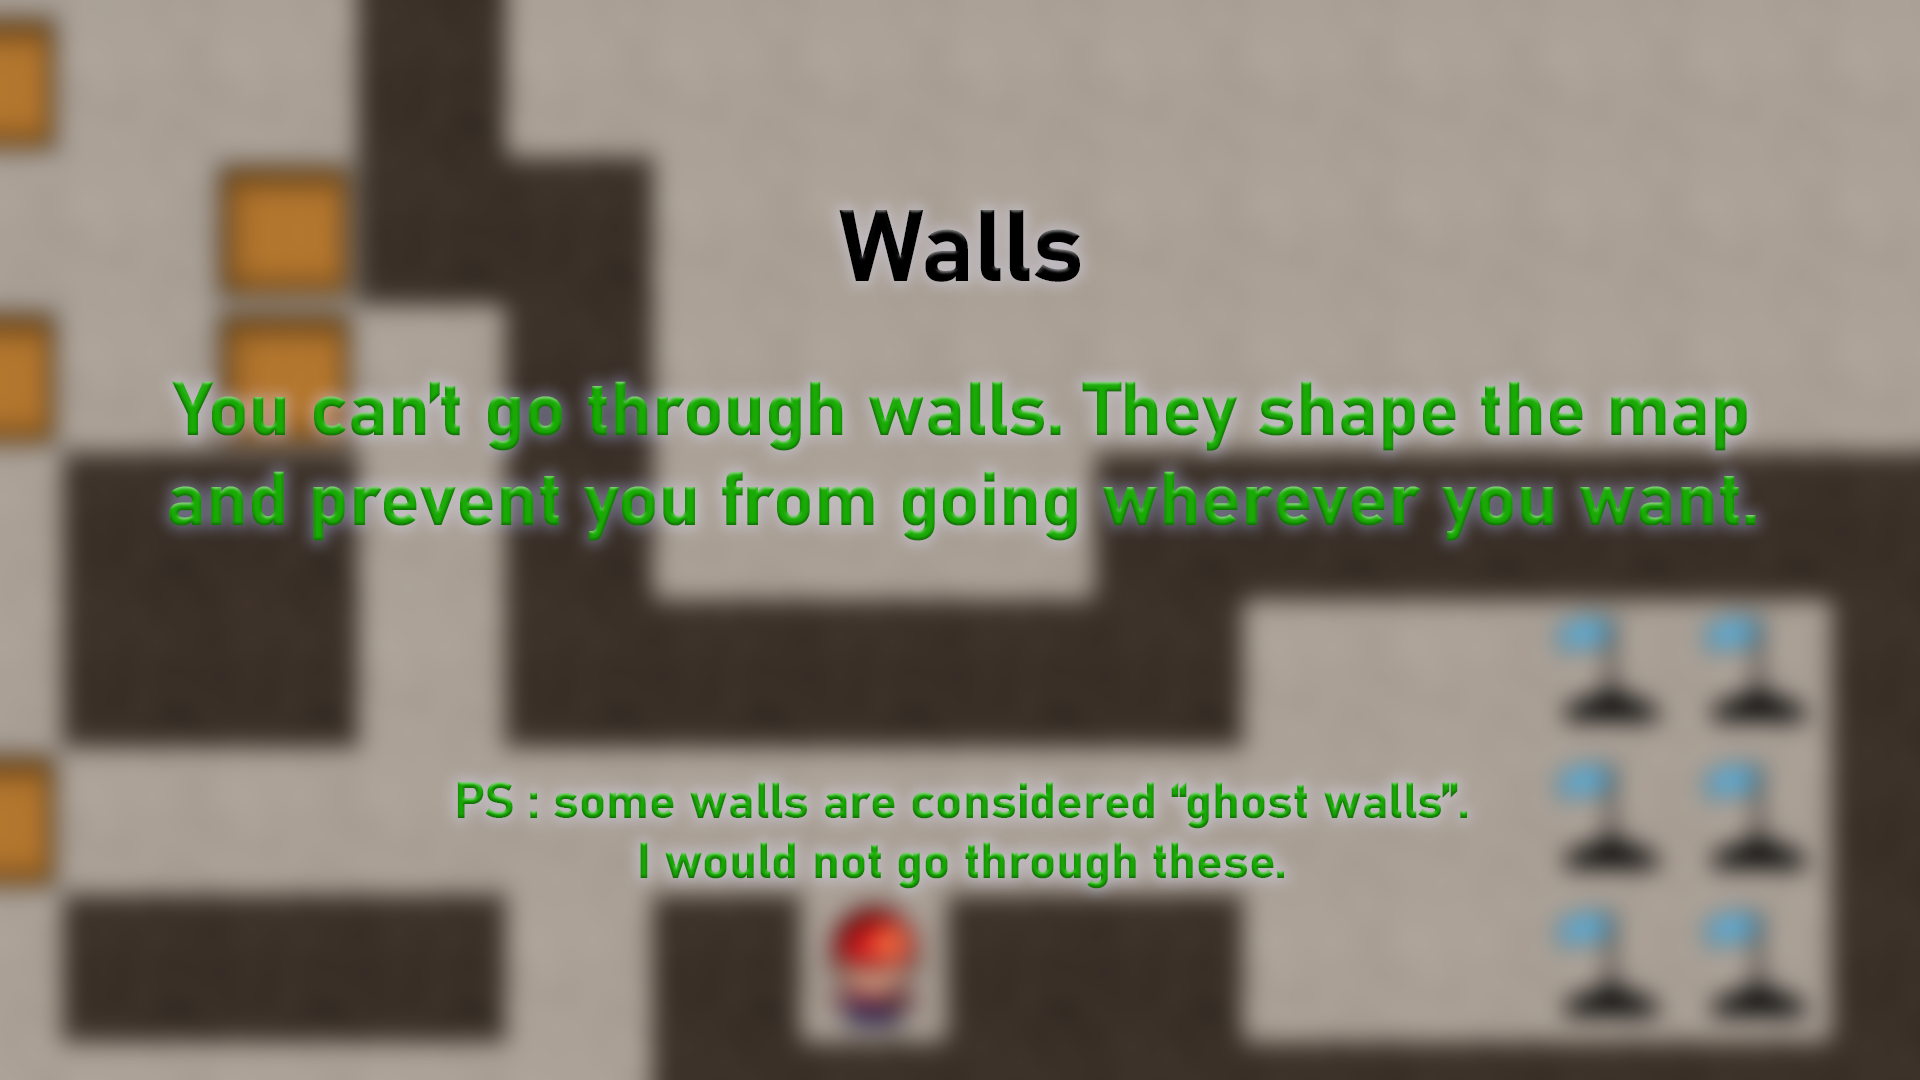 Walls
You can't go through walls. They shape the map
and prevent you from going wherever you want.
PS : some walls are considered “ghost walls”.
I would not go through these.